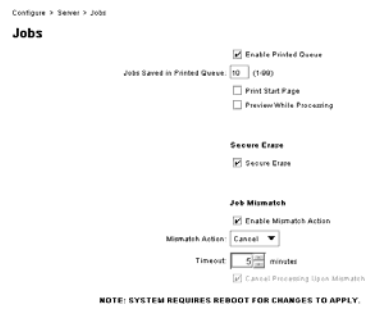 Configure > Server > Jobs
Jobs
Enable Printed Queue
Jobs Saved in Printed Queue: 10 (1-99)
Print Start Page
Preview While Processing
Secure Erase
Secure Erase
Job Mismatch
Enable Mismatch Action
Mismatch Action: Cancel
Timeout: 5 minutes
Cancel Processing Upon Mismatch
NOTE: SYSTEM REQUIRES REBOOT FOR CHANGES TO APPLY.